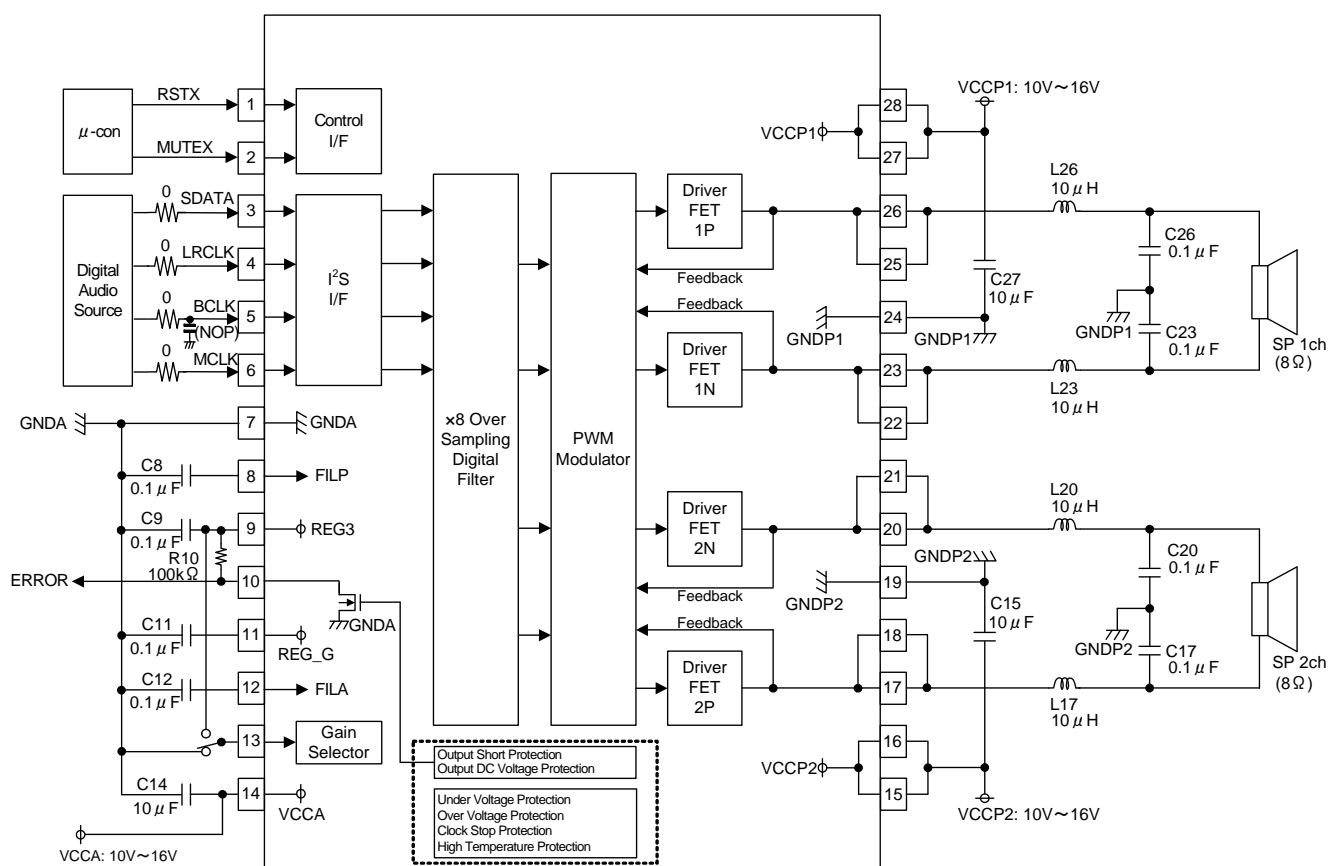 μ-con
RSTX
MUTEX
1
2
Control
I/F
Digital
Audio
Source
0
SDATA
3
0
LRCLK
4
0
BCLK
5
(NOP)
0
MCLK
6
I²S
I/F
GNDA
7
GNDA
C8
0.1μF
8
FILP
C9
0.1μF
9
REG3
R10
100kΩ
ERROR
10
GNDA
C11
0.1μF
11
REG_G
C12
0.1μF
12
FILA
13
Gain
Selector
C14
10μF
14
VCCA
VCCA: 10V~16V
×8 Over
Sampling
Digital
Filter
PWM
Modulator
Driver
FET
1P
Feedback
Feedback
Driver
FET
1N
Driver
FET
2N
Feedback
Feedback
Driver
FET
2P
Output Short Protection
Output DC Voltage Protection
Under Voltage Protection
Over Voltage Protection
Clock Stop Protection
High Temperature Protection
VCCP1
28
27
VCCP1: 10V~16V
26
25
L26
10μH
C27
10μF
GNDP1
24
GNDP1
C26
0.1μF
GNDP1
C23
0.1μF
SP 1ch
(8Ω)
23
22
L23
10μH
21
20
L20
10μH
GNDP2
19
GNDP2
C15
10μF
C20
0.1μF
GNDP2
C17
0.1μF
SP 2ch
(8Ω)
18
17
L17
10μH
VCCP2
16
15
VCCP2: 10V~16V